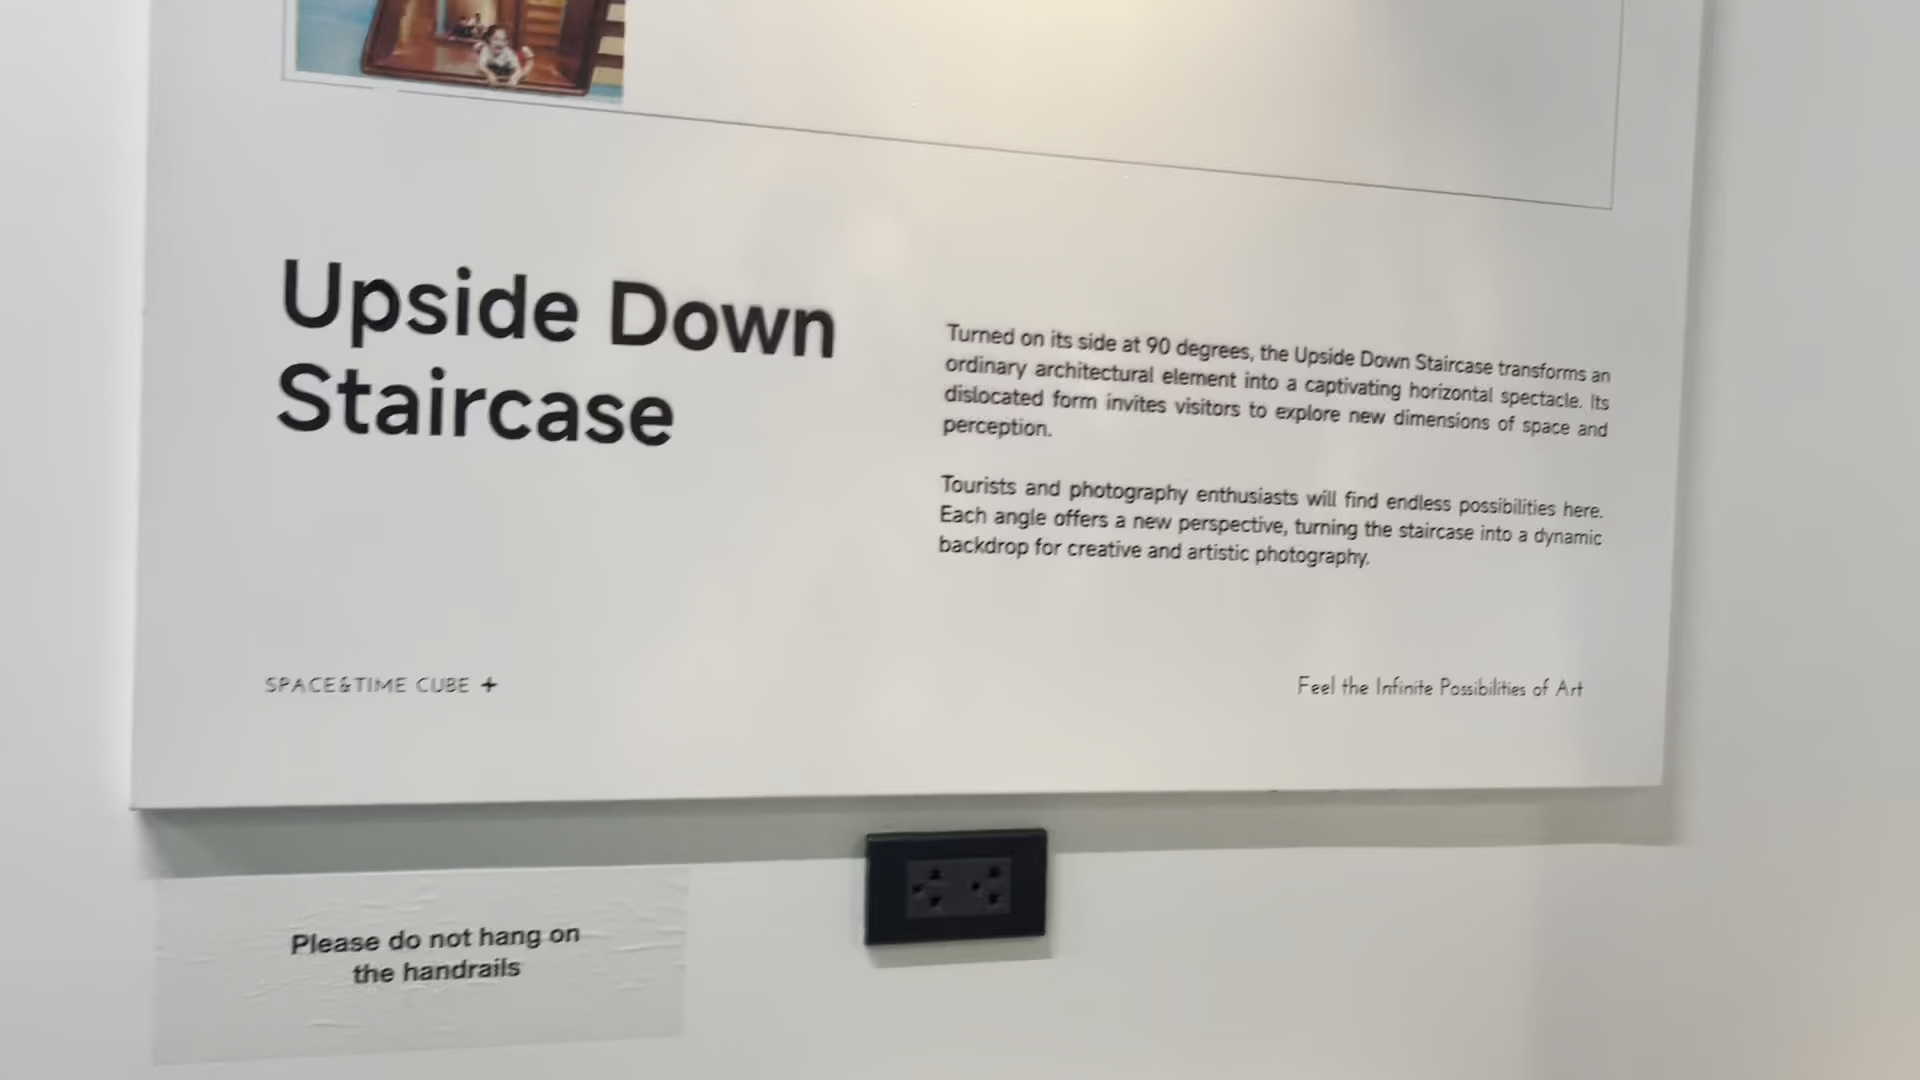 Upside Down
Staircase
Turned on its side at 90 degrees, the Upside Down Staircase transforms an
ordinary architectural element into a captivating horizontal spectacle. Its
dislocated form invites visitors to explore new dimensions of space and
perception.
Tourists and photography enthusiasts will find endless possibilities here.
Each angle offers a new perspective, turning the staircase into a dynamic
backdrop for creative and artistic photography.
SPACE&TIME CUBE +
Feel the Infinite Possibilities of Art
Please do not hang on
the handrails